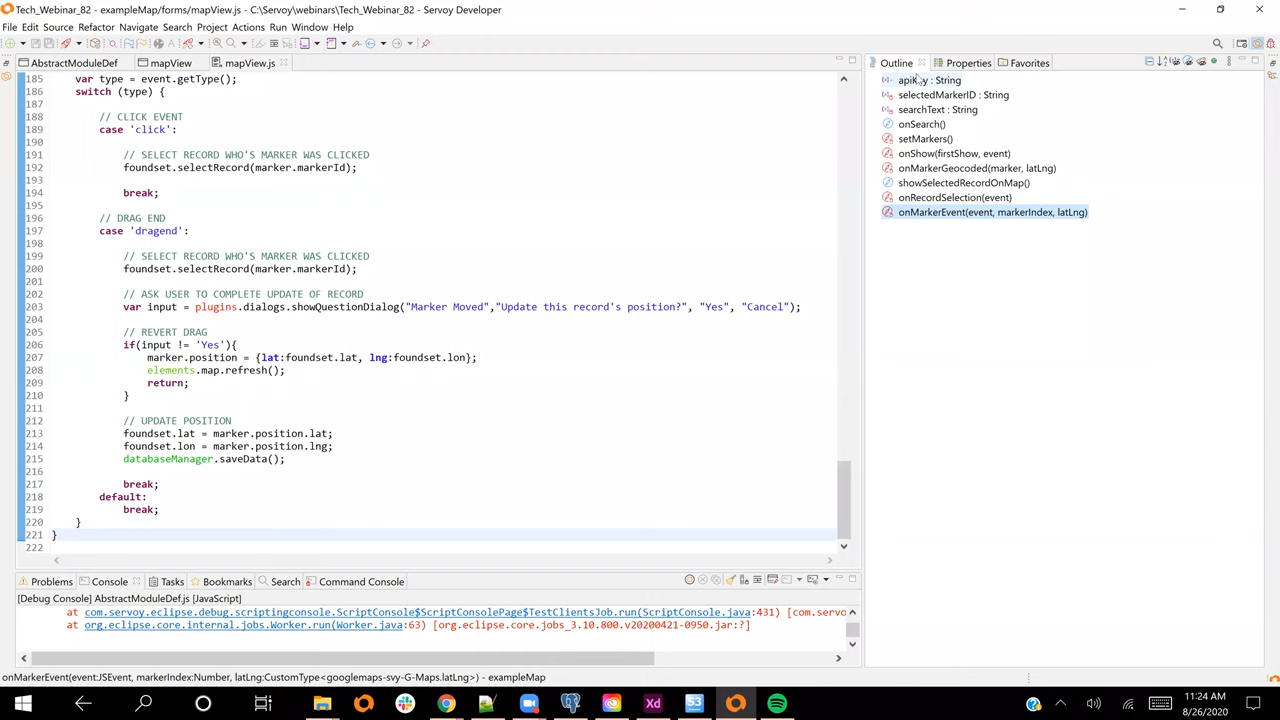 Tech_Webinar_82 - exampleMap/forms/mapView.js - C:\Servoy\webinars\Tech_Webinar_82 - Servoy Developer
File Edit Source Refactor Navigate Search Project Actions Run Window Help
AbstractModuleDef mapView mapView.js
185 var type = event.getType();
186 switch (type) {
187
188 // CLICK EVENT
189 case 'click':
190
191 // SELECT RECORD WHO'S MARKER WAS CLICKED
192 foundset.selectRecord(marker.markerId);
193
194 break;
195
196 // DRAG END
197 case 'dragend':
198
199 // SELECT RECORD WHO'S MARKER WAS CLICKED
200 foundset.selectRecord(marker.markerId);
201
202 // ASK USER TO COMPLETE UPDATE OF RECORD
203 var input = plugins.dialogs.showQuestionDialog("Marker Moved","Update this record's position?", "Yes", "Cancel");
204
205 // REVERT DRAG
206 if(input != 'Yes'){
207 marker.position = {lat:foundset.lat, lng:foundset.lon};
208 elements.map.refresh();
209 return;
210 }
211
212 // UPDATE POSITION
213 foundset.lat = marker.position.lat;
214 foundset.lon = marker.position.lng;
215 databaseManager.saveData();
216
217 break;
218 default:
219 break;
220 }
221 }
222
Outline Properties Favorites
apiKey : String
selectedMarkerID : String
searchText : String
onSearch()
setMarkers()
onShow(firstShow, event)
onMarkerGeocoded(marker, latLng)
showSelectedRecordOnMap()
onRecordSelection(event)
onMarkerEvent(event, markerIndex, latLng)
Problems Console Tasks Bookmarks Search Command Console
[Debug Console] AbstractModuleDef.js [JavaScript]
at com.servoy.eclipse.debug.scriptingconsole.ScriptConsole$ScriptConsolePage$TestClientsJob.run(ScriptConsole.java:431) [com.servo
at org.eclipse.core.internal.jobs.Worker.run(Worker.java:63) [org.eclipse.core.jobs_3.10.800.v20200421-0950.jar:?]
onMarkerEvent(event:JSEvent, markerIndex:Number, latLng:CustomType<googlemaps-svy-G-Maps.latLng>) - exampleMap
Xd
S3
11:24 AM
8/26/2020